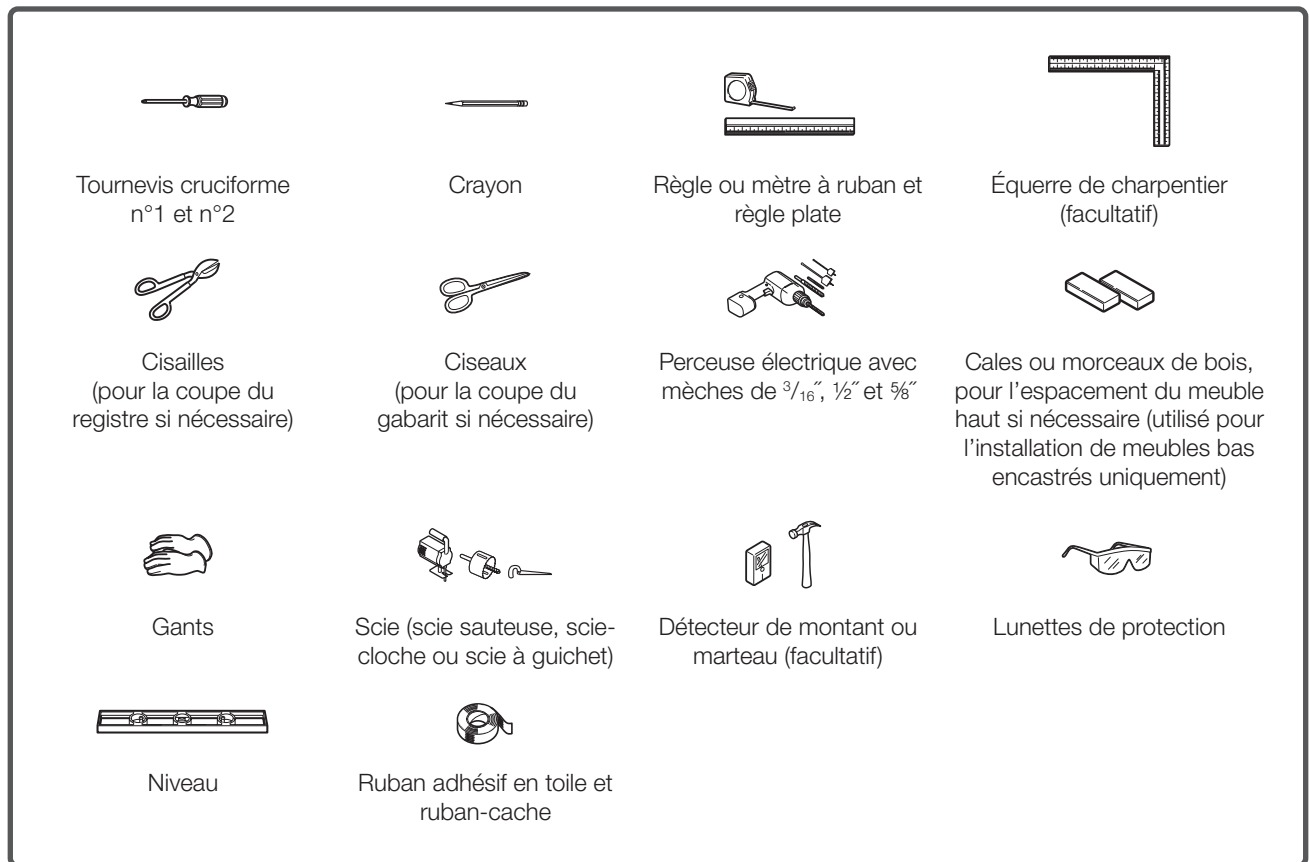 Tournevis cruciforme
n°1 et n°2
Crayon
Règle ou mètre à ruban et
règle plate
Équerre de charpentier
(facultatif)
Cisailles
(pour la coupe du
registre si nécessaire)
Ciseaux
(pour la coupe du
gabarit si nécessaire)
Perceuse électrique avec
mèches de 3/16˝, ½˝ et ⅝˝
Cales ou morceaux de bois,
pour l’espacement du meuble
haut si nécessaire (utilisé pour
l’installation de meubles bas
encastrés uniquement)
Gants
Scie (scie sauteuse, scie-
cloche ou scie à guichet)
Détecteur de montant ou
marteau (facultatif)
Lunettes de protection
Niveau
Ruban adhésif en toile et
ruban-cache